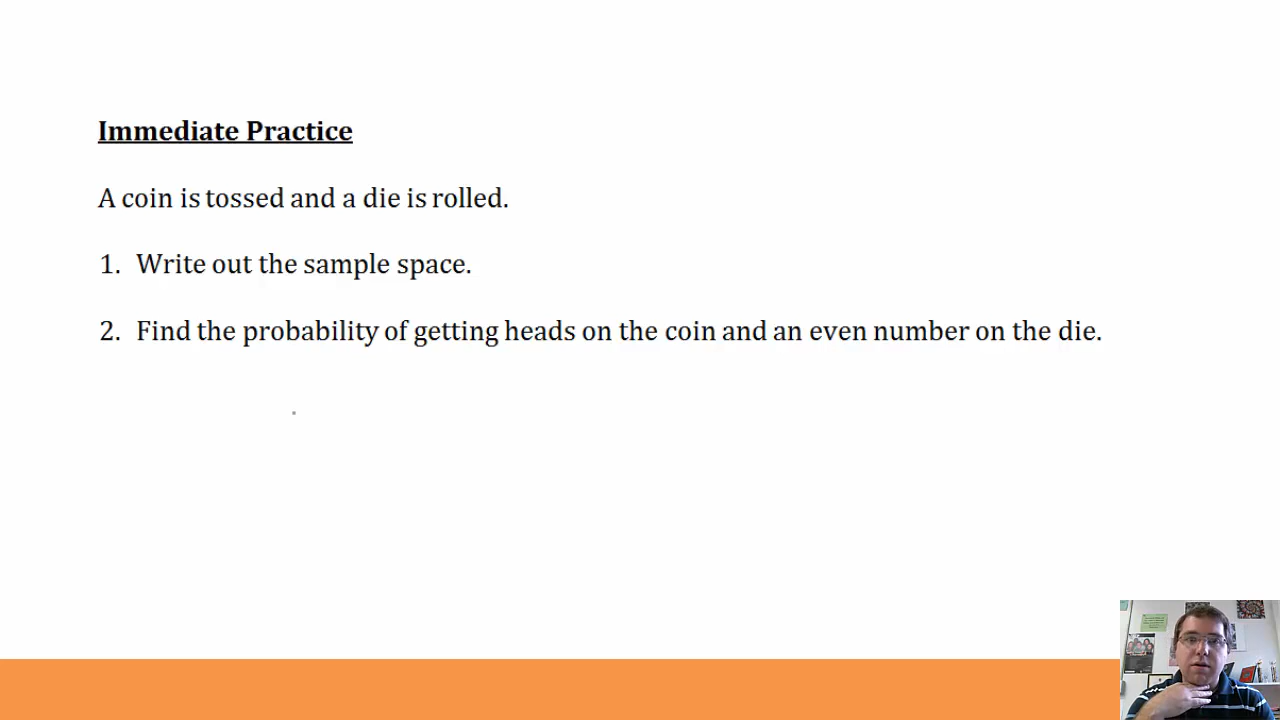 Immediate Practice
A coin is tossed and a die is rolled.
1. Write out the sample space.
2. Find the probability of getting heads on the coin and an even number on the die.